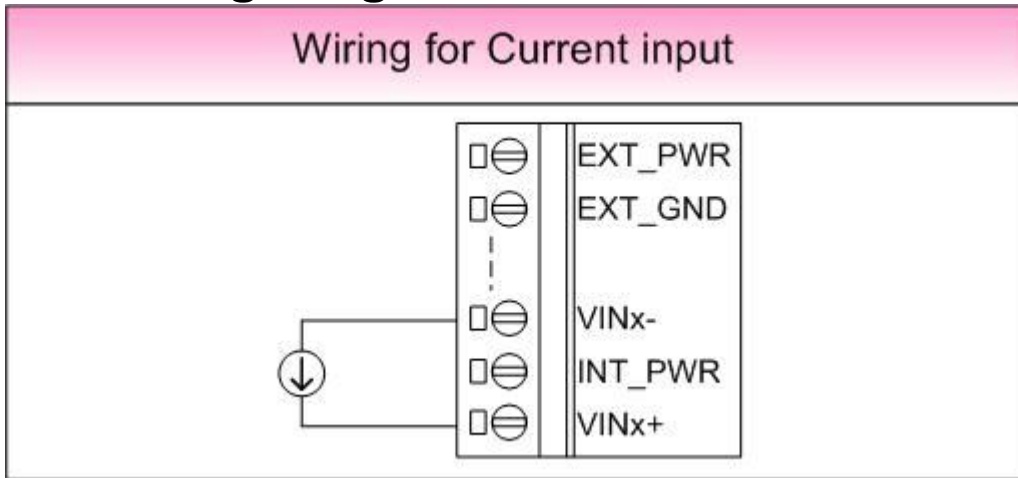 Wiring for Current input
EXT_PWR
EXT_GND
VINx-
INT_PWR
VINx+